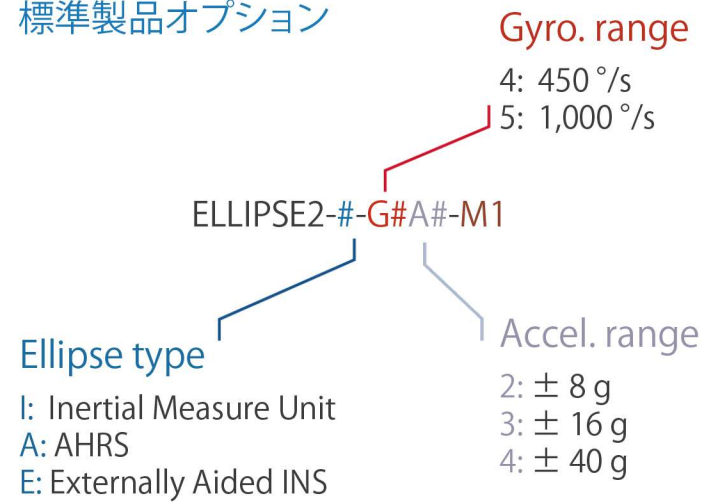 標準製品オプション
Gyro. range
4: 450 °/s
5: 1,000 °/s
ELLIPSE2-#-G#A#-M1
Ellipse type
I: Inertial Measure Unit
A: AHRS
E: Externally Aided INS
Accel. range
2: ± 8 g
3: ± 16 g
4: ± 40 g